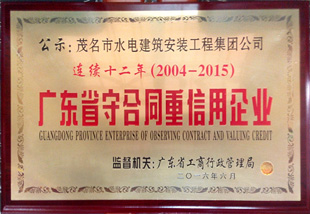 公示：茂名市水电建筑安装工程集团公司
连续十二年(2004-2015)
广东省守合同重信用企业
GUANGDONG PROVINCE ENTERPRISE OF OBSERVING CONTRACT AND VALUING CREDIT
监督机关：广东省工商行政管理局
二〇一六年六月